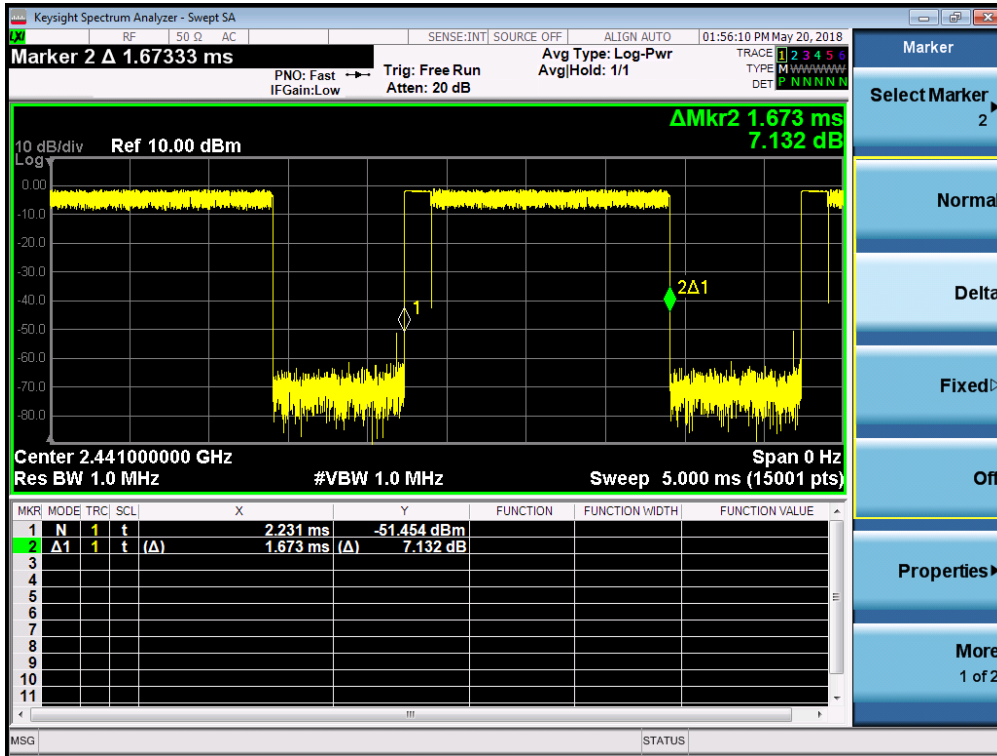 Keysight Spectrum Analyzer - Swept SA
LXI RF 50 Ω AC SENSE:INT SOURCE OFF ALIGN AUTO 01:56:10 PM May 20, 2018
Marker 2 Δ 1.67333 ms
PNO: Fast
IFGain:Low
Trig: Free Run
Atten: 20 dB
Avg Type: Log-Pwr
Avg|Hold: 1/1
TRACE 1 2 3 4 5 6
TYPE M WWWWW
DET P N N N N N
ΔMkr2 1.673 ms
7.132 dB
10 dB/div Ref 10.00 dBm
Log
0.00
-10.0
-20.0
-30.0
-40.0
-50.0
-60.0
-70.0
-80.0
1
2Δ1
Center 2.441000000 GHz Span 0 Hz
Res BW 1.0 MHz #VBW 1.0 MHz Sweep 5.000 ms (15001 pts)
MKR MODE TRC SCL X Y FUNCTION FUNCTION WIDTH FUNCTION VALUE
1 N 1 t 2.231 ms -51.454 dBm
2 Δ1 1 t (Δ) 1.673 ms (Δ) 7.132 dB
3
4
5
6
7
8
9
10
11
MSG STATUS
Marker
Select Marker
2
Normal
Delta
Fixed
Off
Properties
More
1 of 2